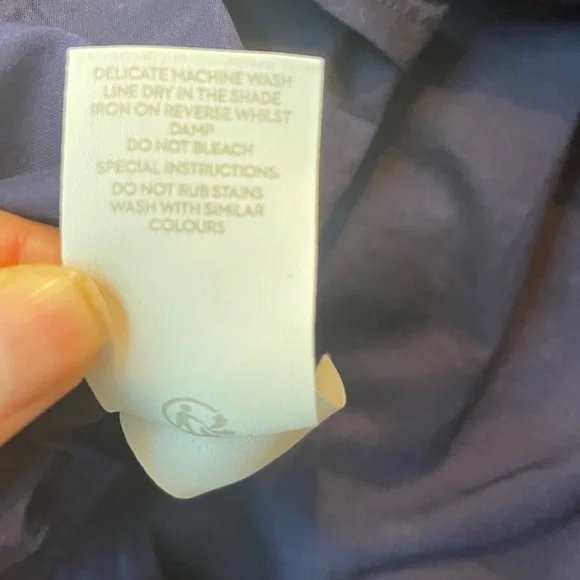 DELICATE MACHINE WASH
LINE DRY IN THE SHADE
IRON ON REVERSE WHILST
DAMP
DO NOT BLEACH
SPECIAL INSTRUCTIONS:
DO NOT RUB STAINS
WASH WITH SIMILAR
COLOURS